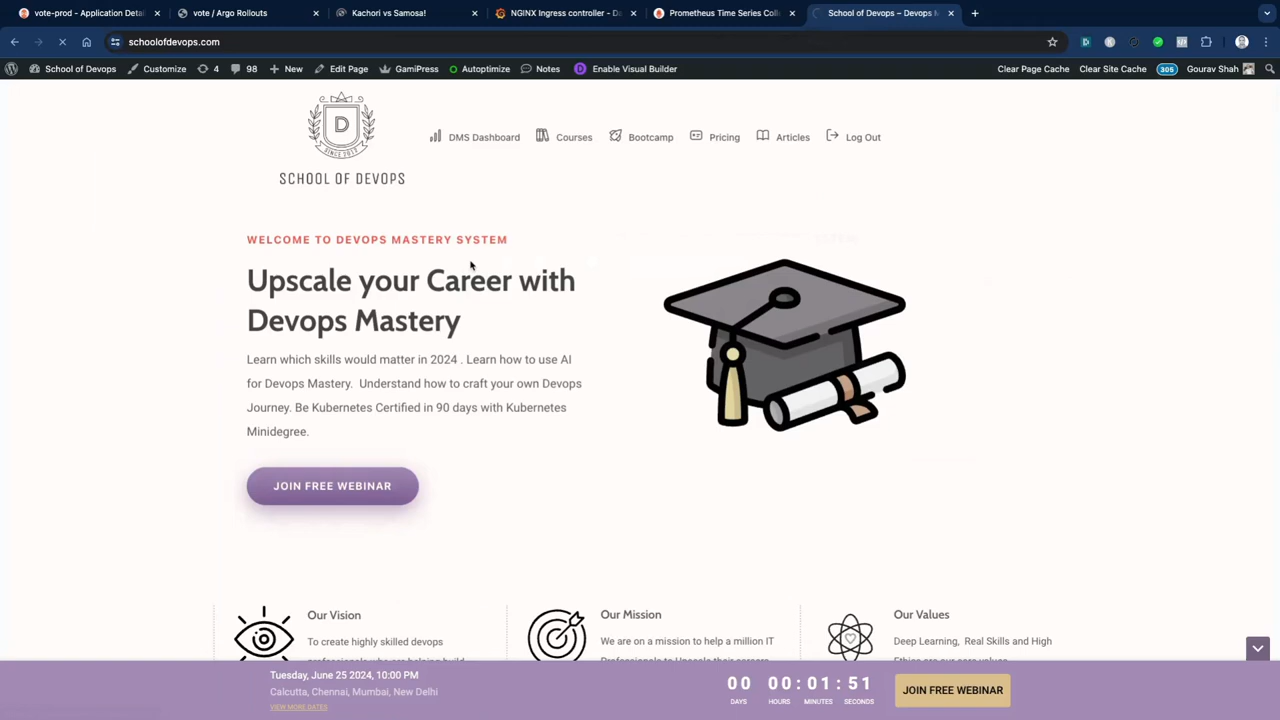 vote-prod - Application Detai
vote / Argo Rollouts
Kachori vs Samosa!
NGINX Ingress controller - Da
Prometheus Time Series Colle
School of Devops – Devops M
schoolofdevops.com
School of Devops
Customize
4
98
New
Edit Page
GamiPress
Autoptimize
Notes
Enable Visual Builder
Clear Page Cache
Clear Site Cache
305
Gourav Shah
D
SINCE 2012
SCHOOL OF DEVOPS
DMS Dashboard
Courses
Bootcamp
Pricing
Articles
Log Out
WELCOME TO DEVOPS MASTERY SYSTEM
Upscale your Career with
Devops Mastery
Learn which skills would matter in 2024 . Learn how to use AI
for Devops Mastery. Understand how to craft your own Devops
Journey. Be Kubernetes Certified in 90 days with Kubernetes
Minidegree.
JOIN FREE WEBINAR
Our Vision
To create highly skilled devops
Our Mission
We are on a mission to help a million IT
Professionals to Upscale their careers
Our Values
Deep Learning, Real Skills and High
Ethics are our core values
Tuesday, June 25 2024, 10:00 PM
Calcutta, Chennai, Mumbai, New Delhi
VIEW MORE DATES
00 00:01:51
DAYS HOURS MINUTES SECONDS
JOIN FREE WEBINAR